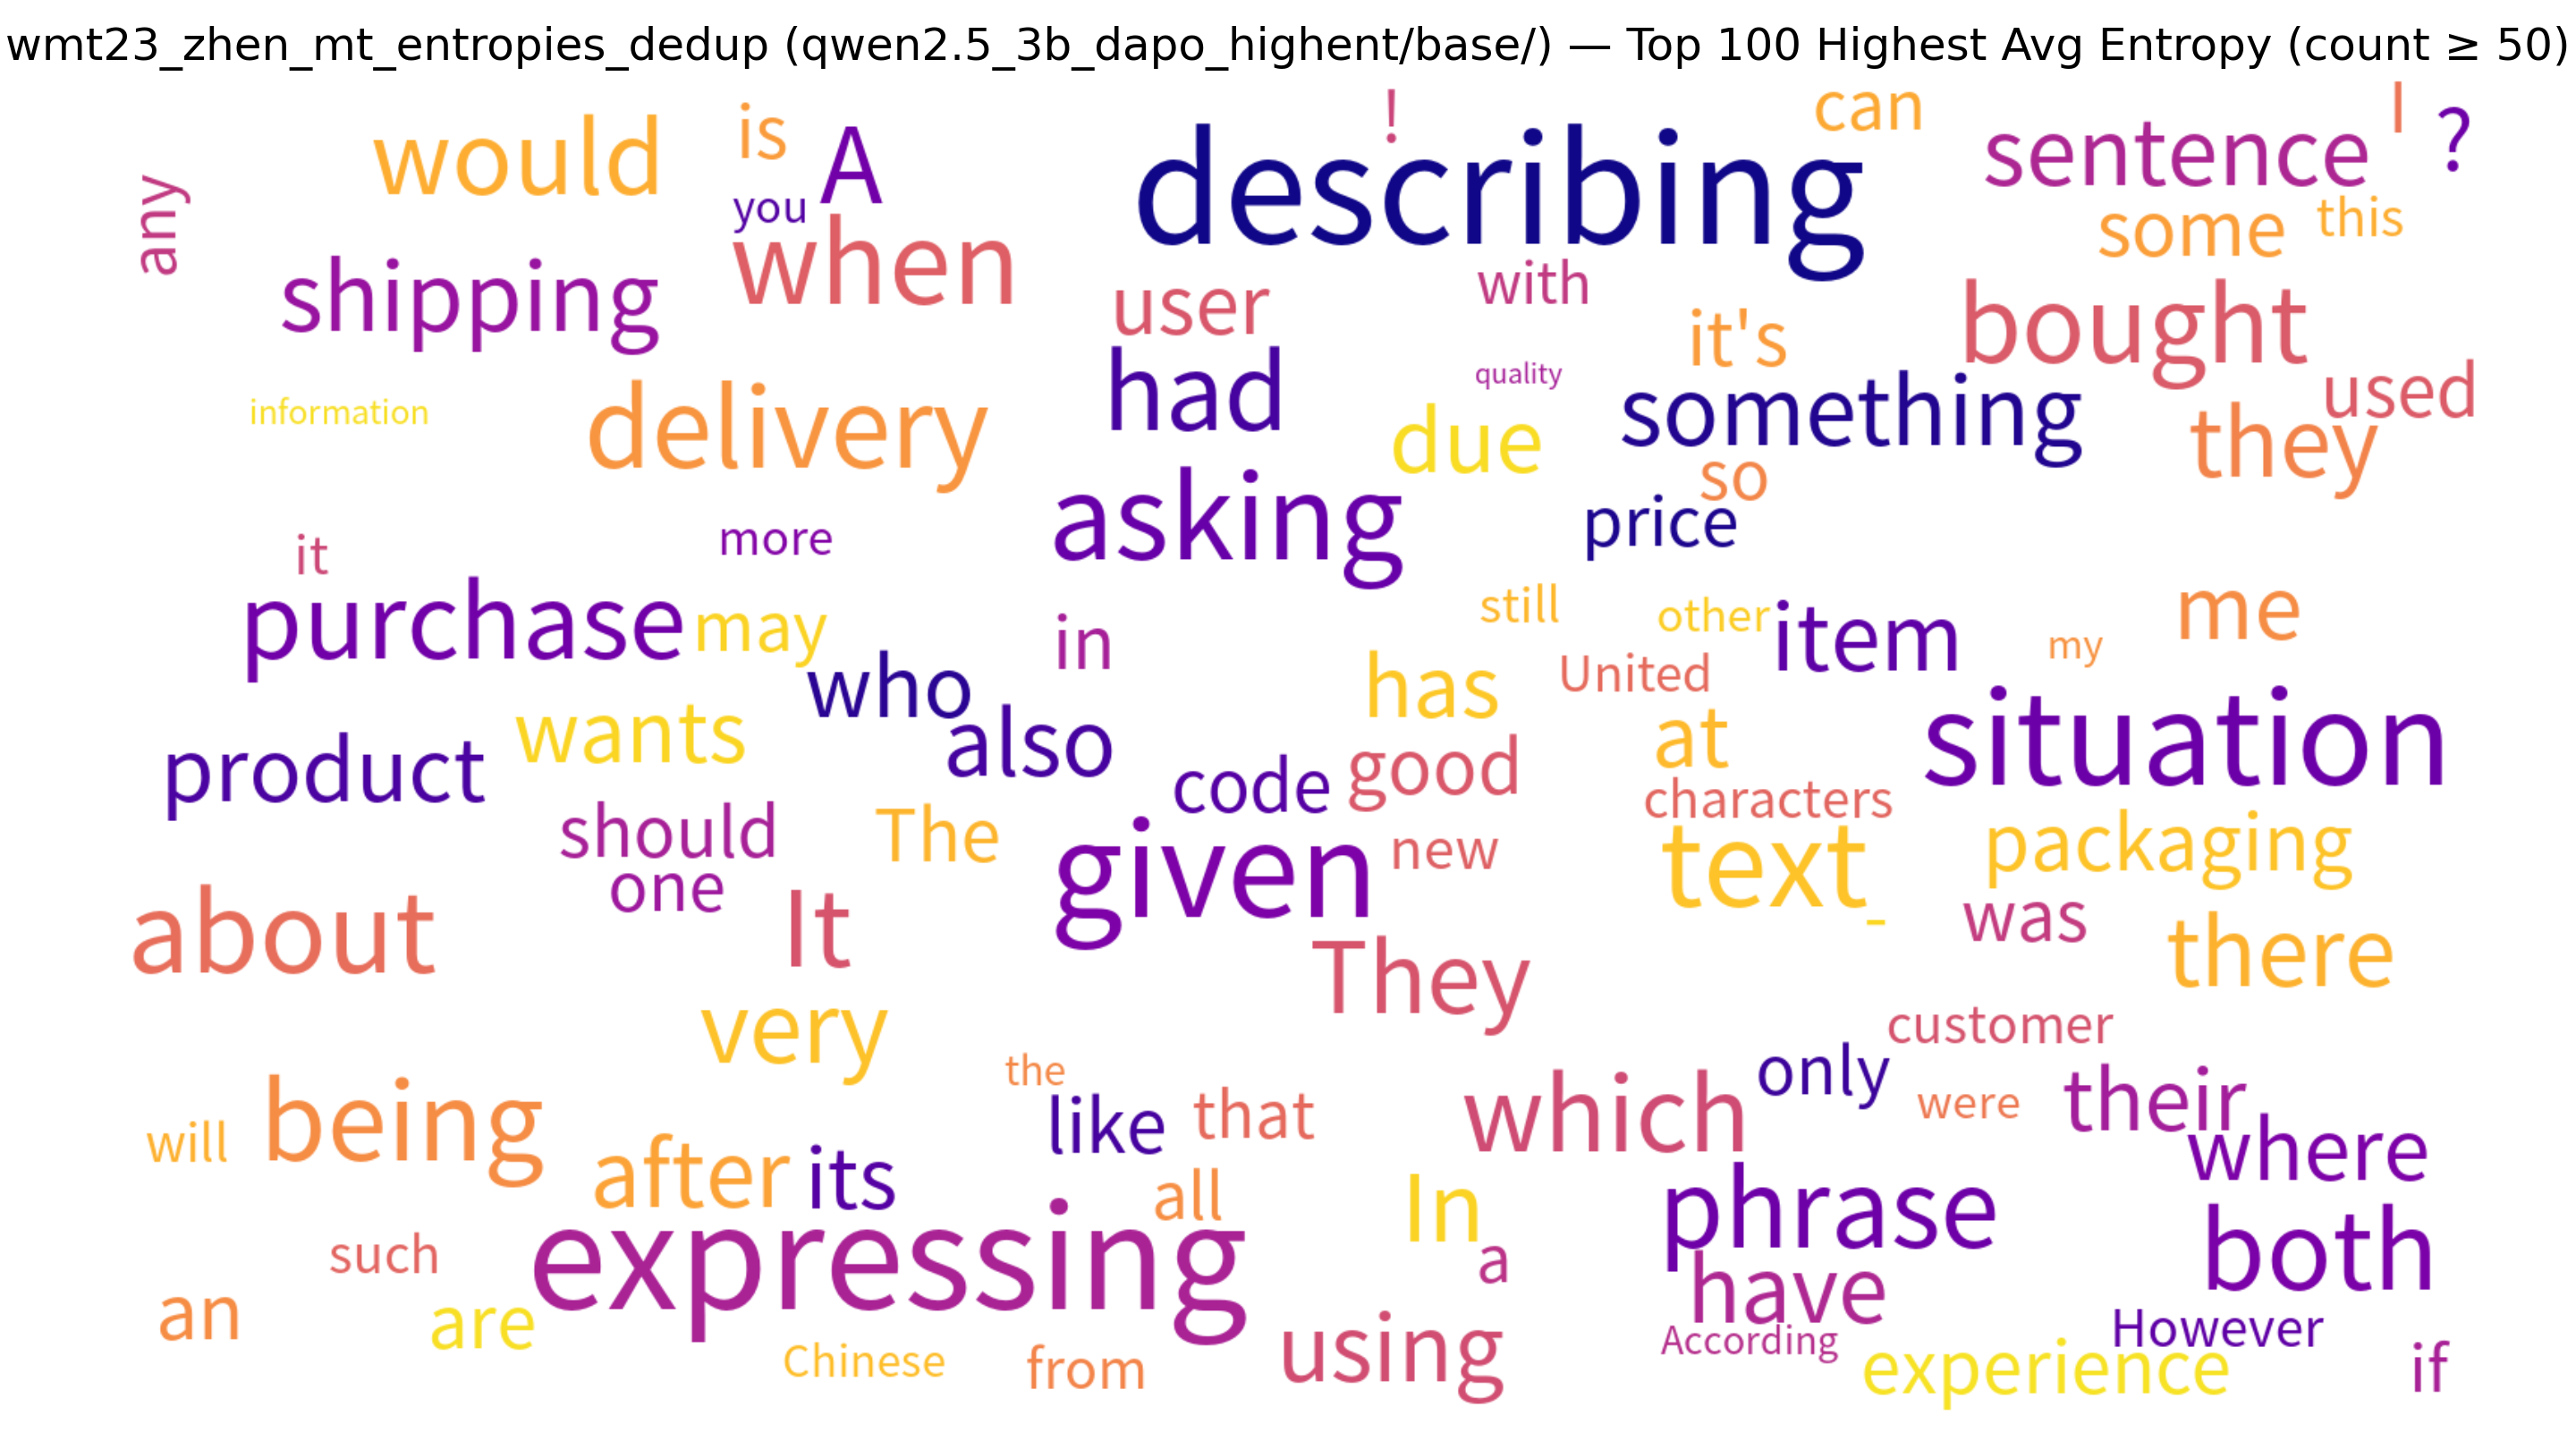 wmt23_zhen_mt_entropies_dedup (qwen2.5_3b_dapo_highent/base/) — Top 100 Highest Avg Entropy (count ≥ 50)
would
is
A
you
when
any
shipping
describing
!
can
sentence
I
?
some
this
user
with
it's
bought
used
had
quality
something
they
information
delivery
due
so
price
asking
it
more
purchase
may
in
still
other
item
my
me
who
has
United
situation
product
wants
also
at
code
good
characters
should
The
given
new
text
packaging
one
-
was
about
It
They
there
very
customer
the
only
being
will
like
that
which
were
their
where
after
its
all
In
phrase
both
such
expressing
a
have
an
are
using
According
However
Chinese
from
experience
if